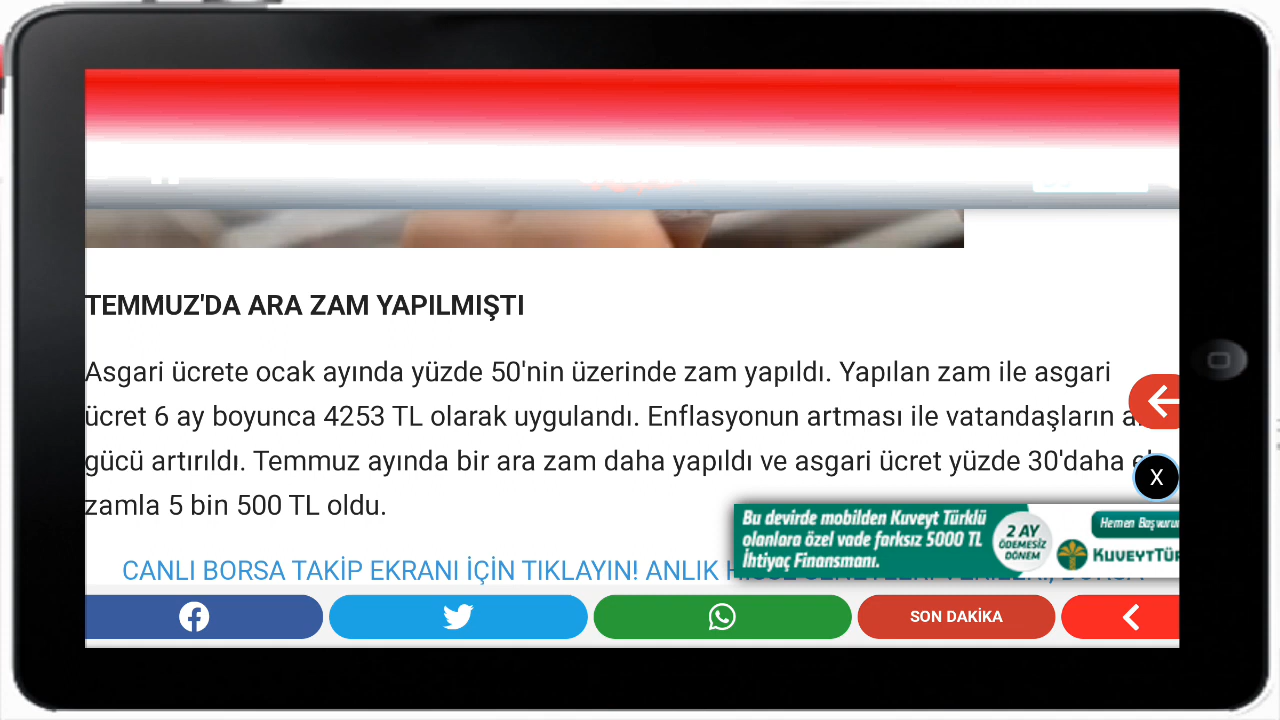 TEMMUZ'DA ARA ZAM YAPILMIŞTI
Asgari ücrete ocak ayında yüzde 50'nin üzerinde zam yapıldı. Yapılan zam ile asgari
ücret 6 ay boyunca 4253 TL olarak uygulandı. Enflasyonun artması ile vatandaşların
gücü artırıldı. Temmuz ayında bir ara zam daha yapıldı ve asgari ücret yüzde 30'daha
zamla 5 bin 500 TL oldu.
X
Bu devirde mobilden Kuveyt Türklü
olanlara özel vade farksız 5000 TL
İhtiyaç Finansmanı.
2 AY
ÖDEMESİZ
DÖNEM
Hemen
KUVEYT
CANLI BORSA TAKİP EKRANI İÇİN TIKLAYIN! ANLIK
SON DAKİKA